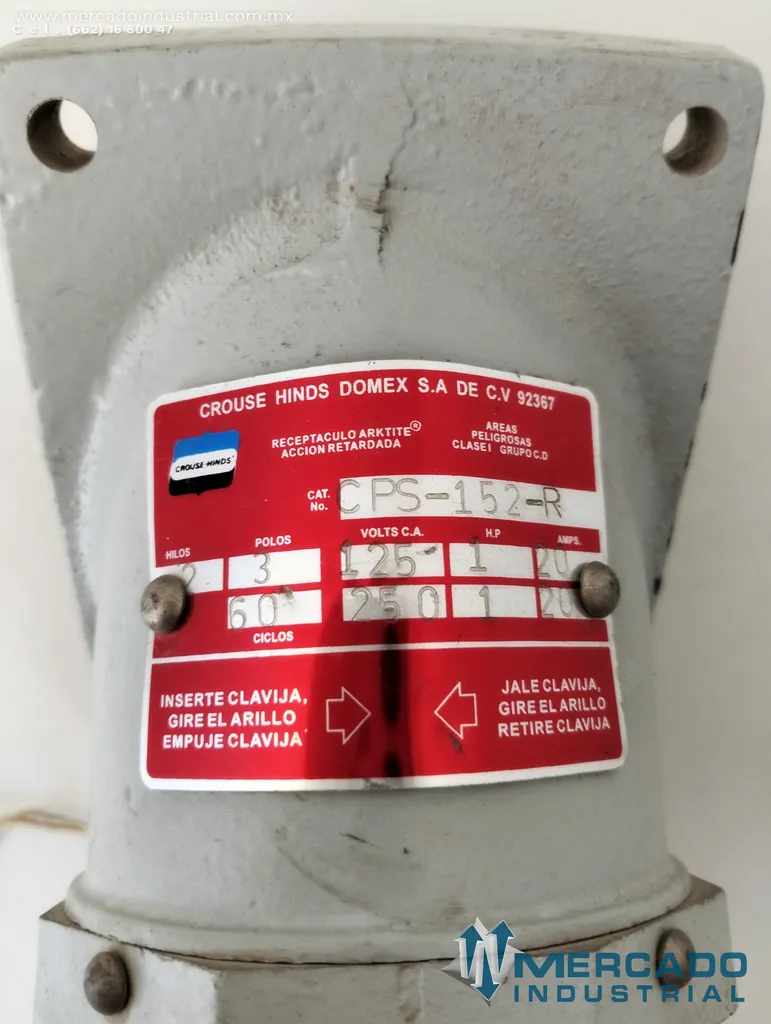 www.mercadoindustrial.com.mx
Cel. (662) 16 800 47
CROUSE HINDS DOMEX S.A DE C.V 92367
CROUSE-HINDS
RECEPTACULO ARKTITE®
ACCION RETARDADA
AREAS
PELIGROSAS
CLASE I GRUPO C.D
CAT.
No.
CPS-152-R
HILOS
POLOS
VOLTS C.A.
H.P
AMPS.
2 3 125 1 20
60 250 1 20
CICLOS
INSERTE CLAVIJA,
GIRE EL ARILLO
EMPUJE CLAVIJA
JALE CLAVIJA,
GIRE EL ARILLO
RETIRE CLAVIJA
MERCADO
INDUSTRIAL